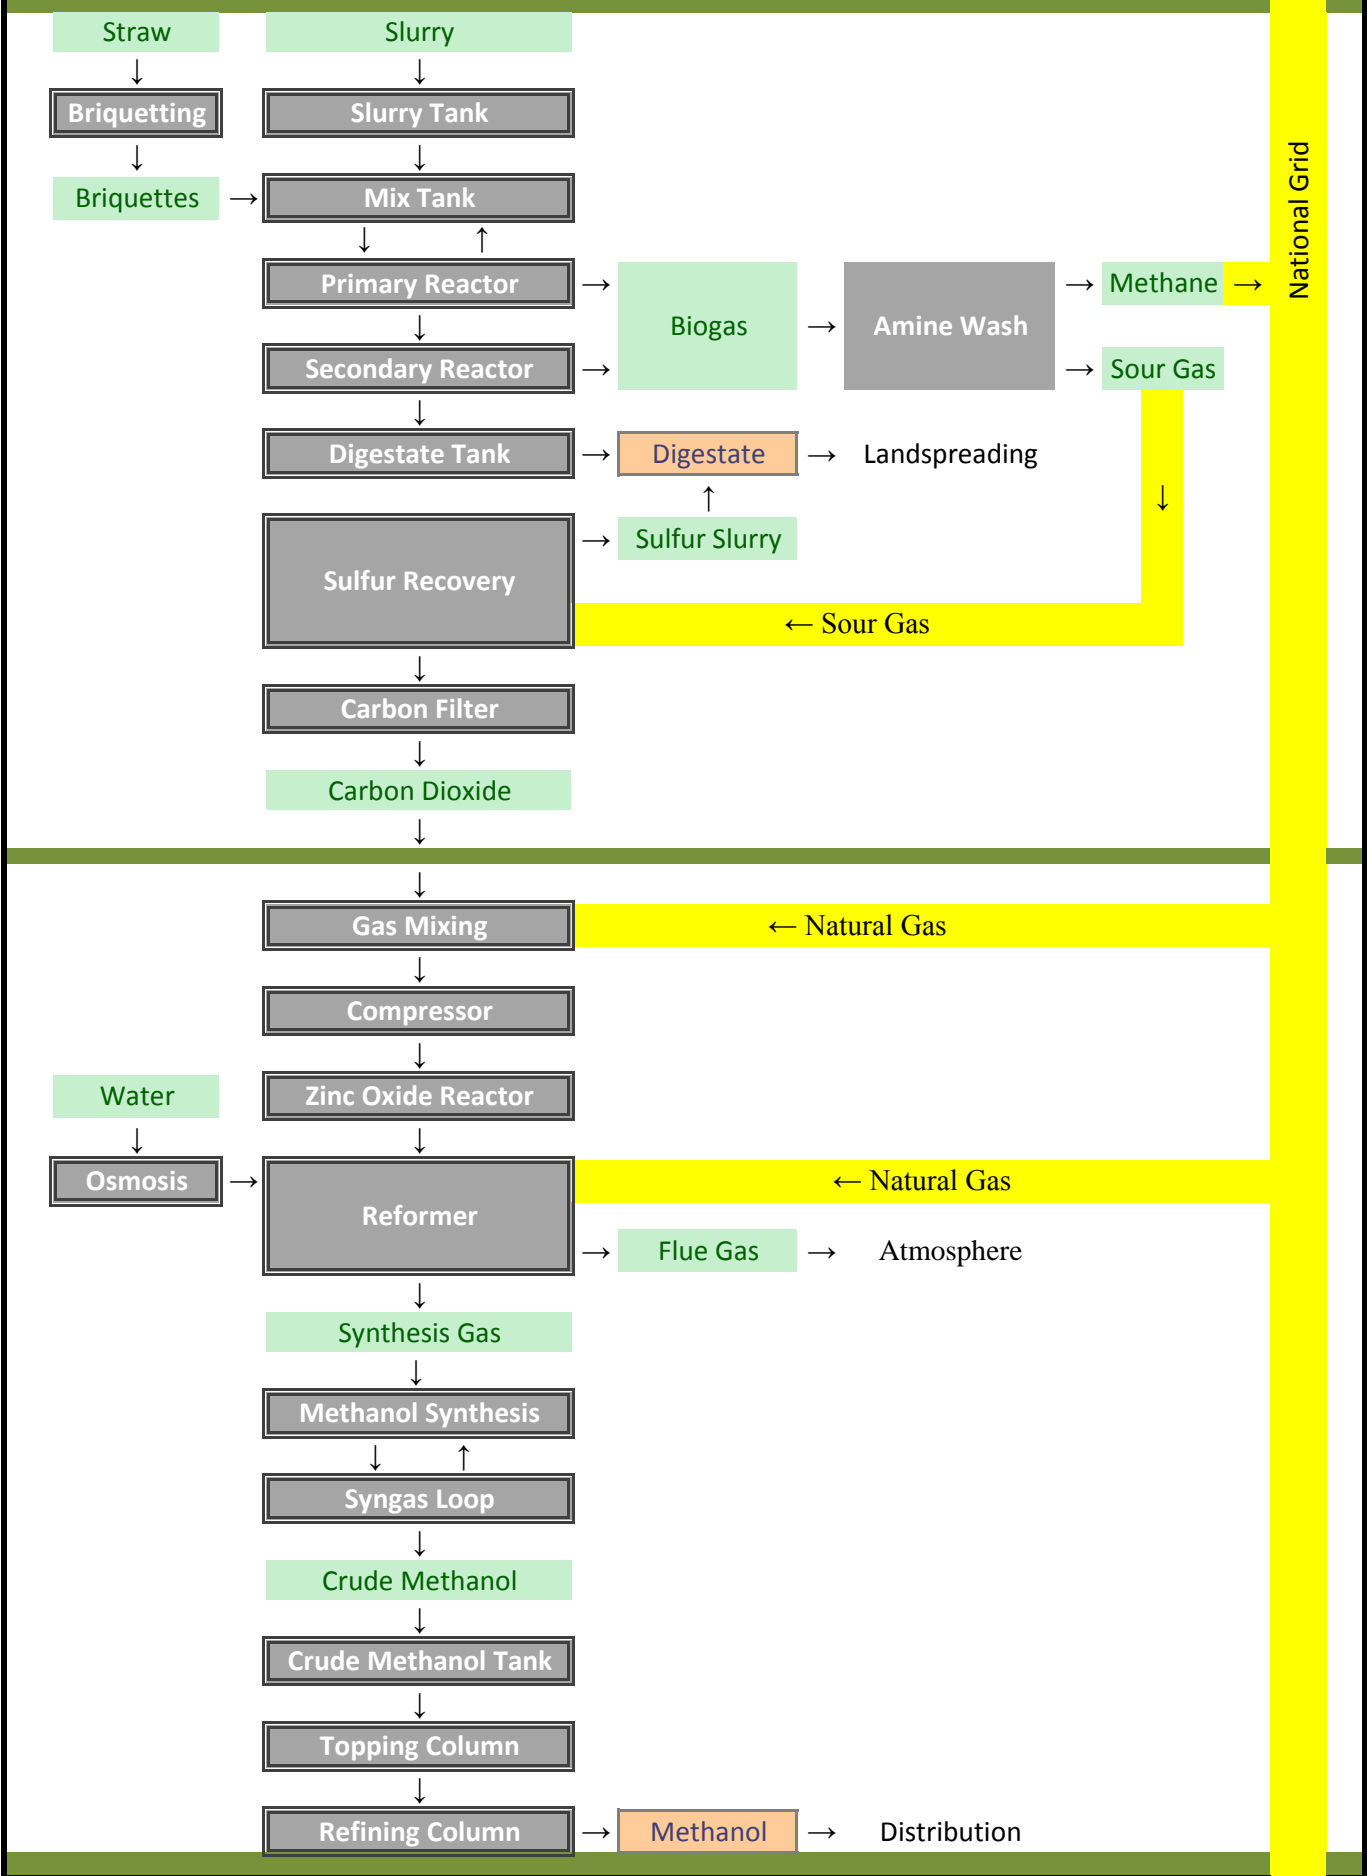 Straw
Slurry
↓
↓
Briquetting
Slurry Tank
↓
↓
Briquettes
→
Mix Tank
National Grid
↓ ↑
Primary Reactor
→
Biogas
→
Amine Wash
→
Methane
→
↓
Secondary Reactor
→
→
Sour Gas
↓
Digestate Tank
→
Digestate
→
Landspreading
↑
↓
Sulfur Recovery
→
Sulfur Slurry
← Sour Gas
↓
Carbon Filter
↓
Carbon Dioxide
↓
↓
Gas Mixing
← Natural Gas
↓
Compressor
↓
Water
Zinc Oxide Reactor
↓
↓
Osmosis
→
Reformer
← Natural Gas
→
Flue Gas
→
Atmosphere
↓
Synthesis Gas
↓
Methanol Synthesis
↓ ↑
Syngas Loop
↓
Crude Methanol
↓
Crude Methanol Tank
↓
Topping Column
↓
Refining Column
→
Methanol
→
Distribution